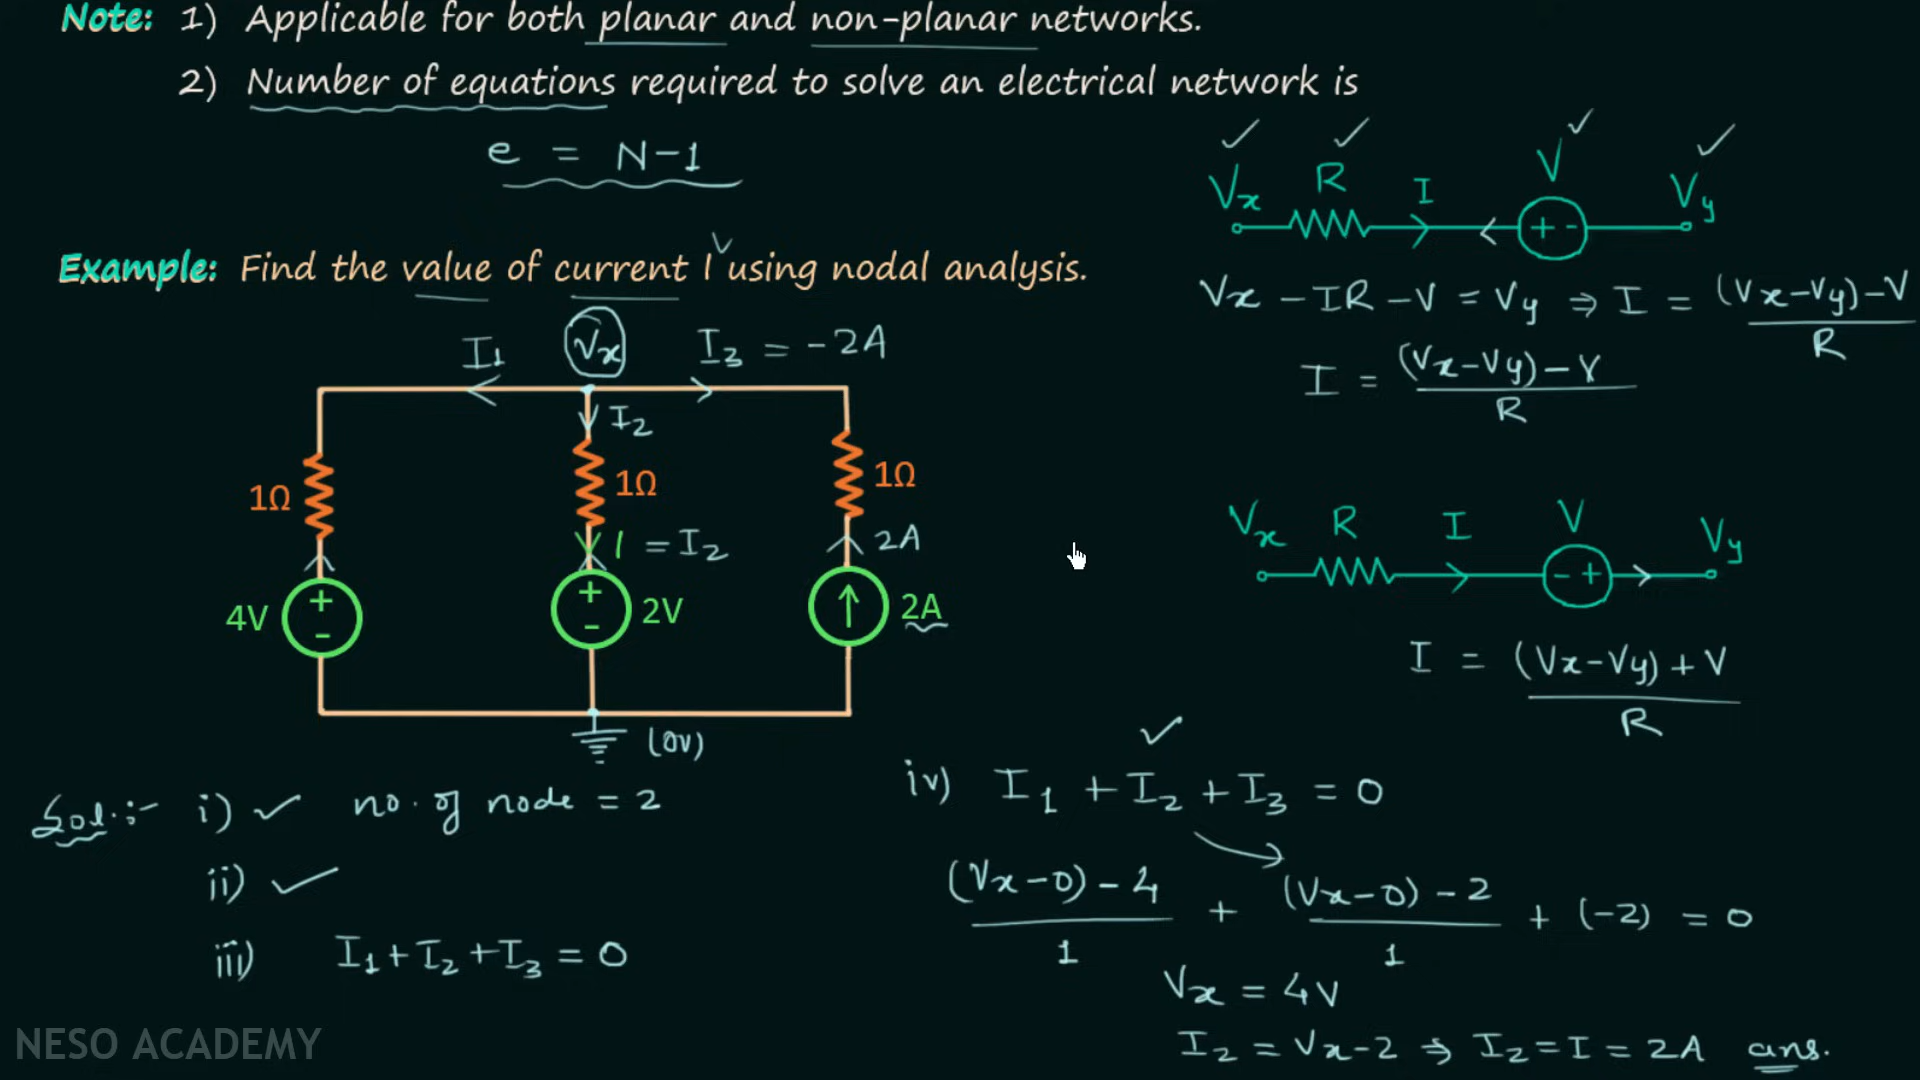 Note: 1) Applicable for both planar and non-planar networks.
2) Number of equations required to solve an electrical network is
e = N-1
Example: Find the value of current I using nodal analysis.
I₁ Vx I₃ = -2A
I₂
1Ω
1Ω
1Ω
I = I₂
2A
4V
+
-
+
-
2V
2A
(0V)
Sol.:- i) ✓ no. of node = 2
ii) ✓
iii) I₁+I₂+I₃ = 0
Vx R I V Vy
+ -
Vx -IR -V = Vy ⇒ I = (Vx-Vy)-V / R
I = (Vx-Vy)-V / R
Vx R I V Vy
- +
I = (Vx-Vy)+V / R
iv) I₁ + I₂ + I₃ = 0
(Vx-0)-4 / 1 + (Vx-0)-2 / 1 + (-2) = 0
Vx = 4V
I₂ = Vx-2 ⇒ I₂=I = 2A ans.
NESO ACADEMY